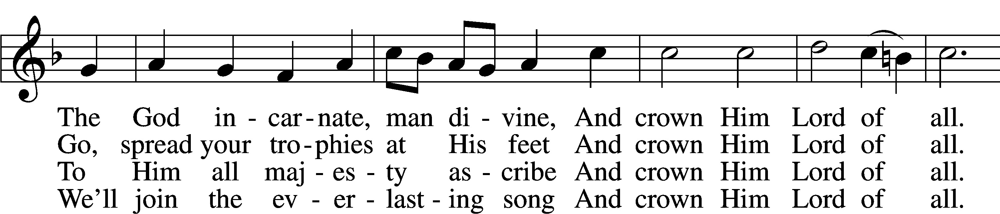 The God in - car - nate, man di - vine, And crown Him Lord of all.
Go, spread your tro - phies at His feet And crown Him Lord of all.
To Him all maj - es - ty as - cribe And crown Him Lord of all.
We'll join the ev - er - last - ing song And crown Him Lord of all.